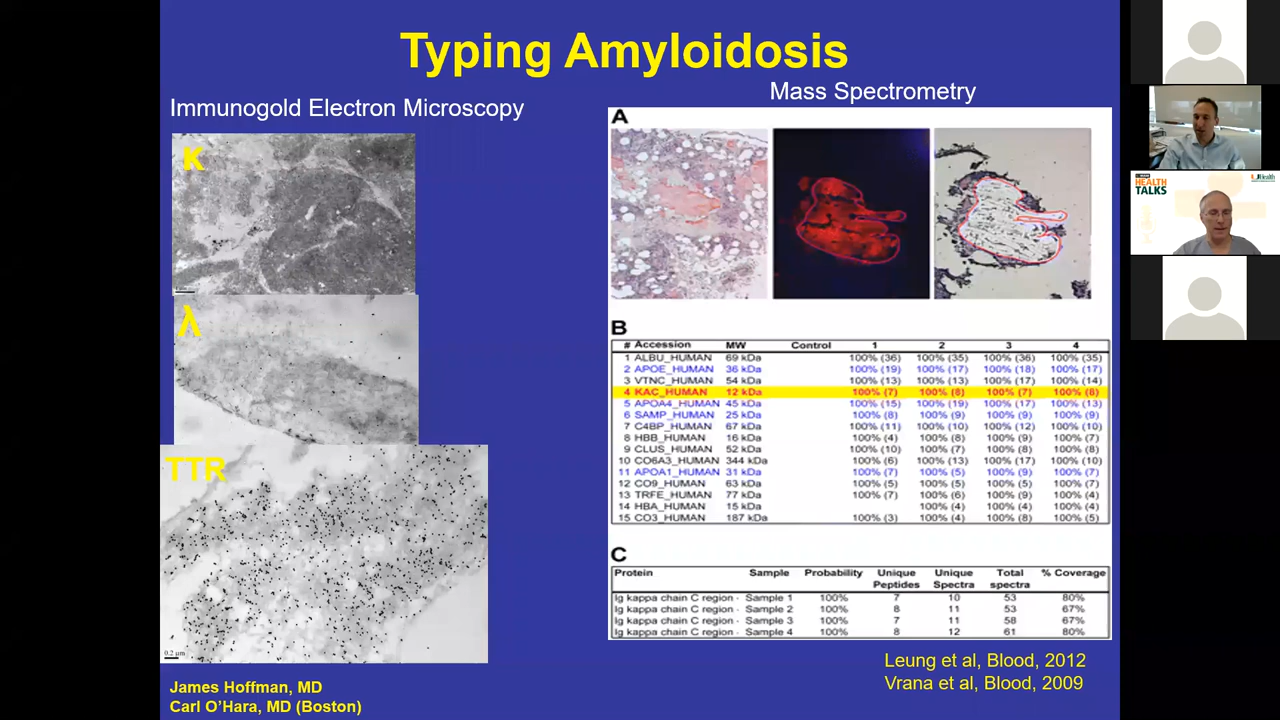 Typing Amyloidosis
Immunogold Electron Microscopy
Mass Spectrometry
K
λ
TTR
0.2 µm
James Hoffman, MD
Carl O'Hara, MD (Boston)
A
B
# Accession MW Control 1 2 3 4
1 ALBU_HUMAN 69 kDa 100% (36) 100% (35) 100% (36) 100% (35)
2 APOE_HUMAN 36 kDa 100% (19) 100% (17) 100% (18) 100% (17)
3 VTNC_HUMAN 54 kDa 100% (13) 100% (13) 100% (17) 100% (14)
4 KAC_HUMAN 12 kDa 100% (7) 100% (8) 100% (7) 100% (8)
5 APOA4_HUMAN 45 kDa 100% (15) 100% (19) 100% (17) 100% (13)
6 SAMP_HUMAN 25 kDa 100% (8) 100% (9) 100% (9) 100% (9)
7 C4BP_HUMAN 67 kDa 100% (11) 100% (10) 100% (12) 100% (10)
8 HBB_HUMAN 16 kDa 100% (4) 100% (8) 100% (9) 100% (7)
9 CLUS_HUMAN 52 kDa 100% (10) 100% (7) 100% (8) 100% (8)
10 CO6A3_HUMAN 344 kDa 100% (6) 100% (13) 100% (17) 100% (10)
11 APOA1_HUMAN 31 kDa 100% (7) 100% (5) 100% (9) 100% (7)
12 CO9_HUMAN 63 kDa 100% (5) 100% (5) 100% (5) 100% (7)
13 TRFE_HUMAN 77 kDa 100% (7) 100% (6) 100% (9) 100% (4)
14 HBA_HUMAN 15 kDa 100% (4) 100% (4) 100% (4)
15 CO3_HUMAN 187 kDa 100% (3) 100% (4) 100% (8) 100% (5)
C
Protein Sample Probability Unique Peptides Unique Spectra Total spectra % Coverage
Ig kappa chain C region - Sample 1 100% 7 10 53 80%
Ig kappa chain C region - Sample 2 100% 8 11 53 67%
Ig kappa chain C region - Sample 3 100% 7 11 58 67%
Ig kappa chain C region - Sample 4 100% 8 12 61 80%
Leung et al, Blood, 2012
Vrana et al, Blood, 2009
HEALTH
TALKS
UHealth